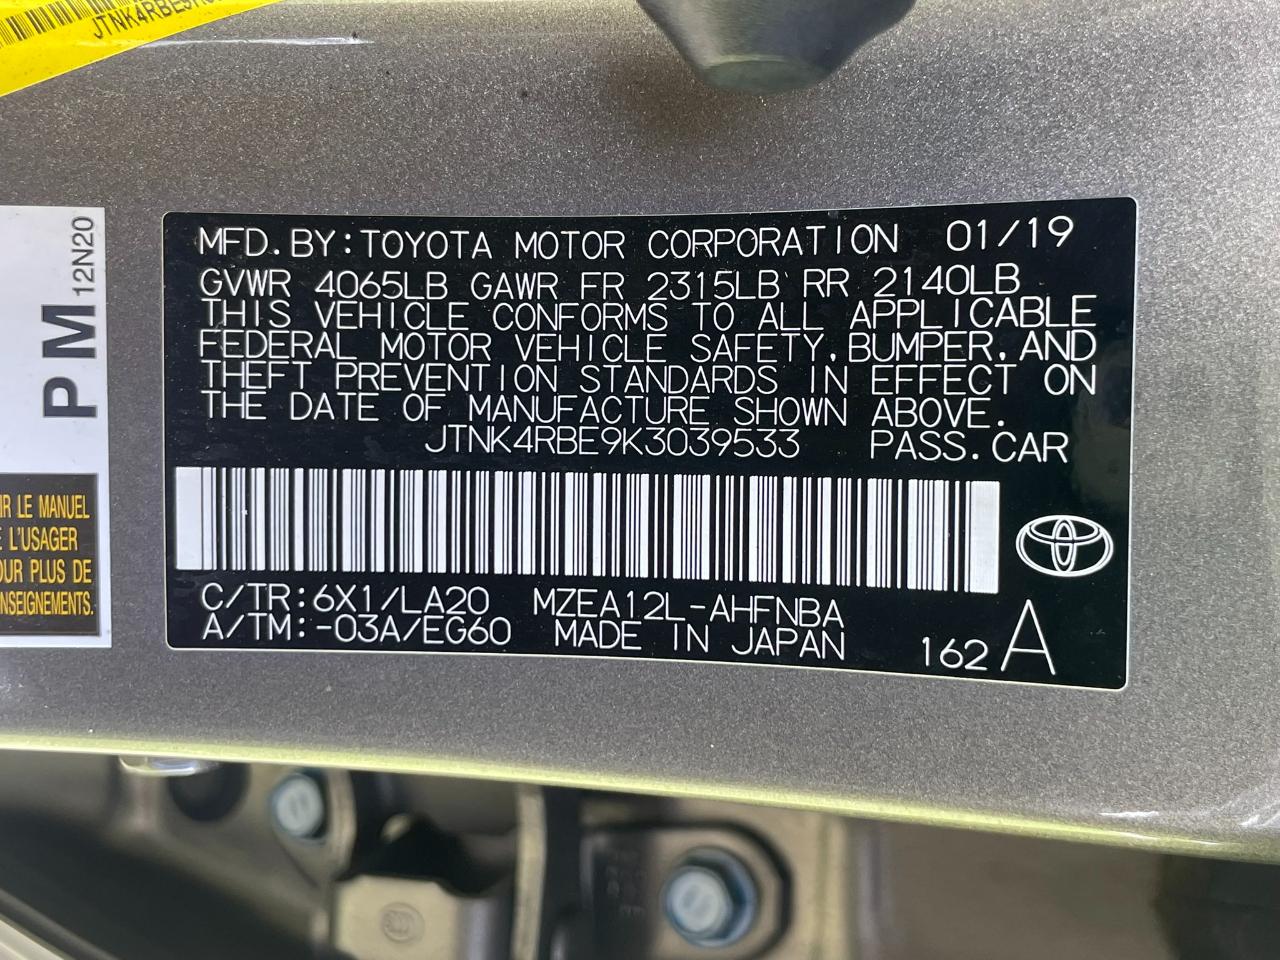 JTNK4RBE9K30
12N20
PM
IR LE MANUEL
E L'USAGER
OUR PLUS DE
NSEIGNEMENTS.
MFD.BY:TOYOTA MOTOR CORPORATION 01/19
GVWR 4065LB GAWR FR 2315LB RR 2140LB
THIS VEHICLE CONFORMS TO ALL APPLICABLE
FEDERAL MOTOR VEHICLE SAFETY,BUMPER,AND
THEFT PREVENTION STANDARDS IN EFFECT ON
THE DATE OF MANUFACTURE SHOWN ABOVE.
JTNK4RBE9K3039533 PASS.CAR
C/TR:6X1/LA20 MZEA12L-AHFNBA
A/TM:-03A/EG60 MADE IN JAPAN
162 A